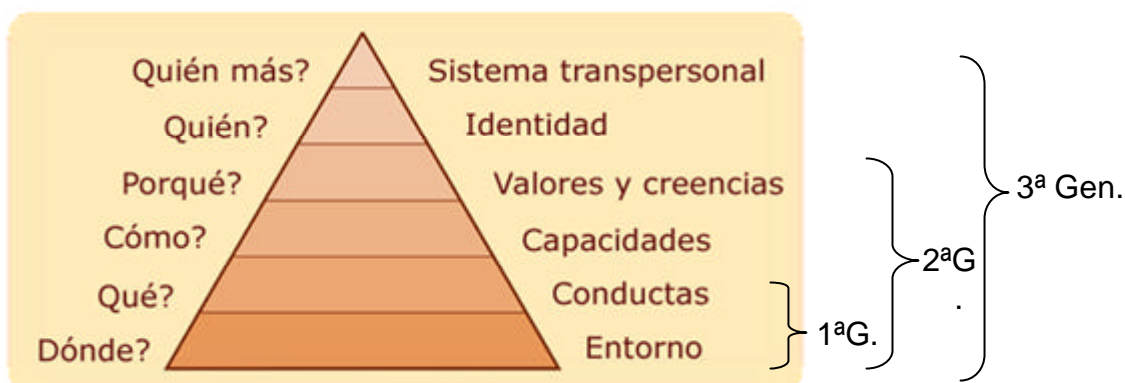 Quién más? Sistema transpersonal
Quién? Identidad
Porqué? Valores y creencias
Cómo? Capacidades
Qué? Conductas
Dónde? Entorno
1ªG.
2ªG
.
3ª Gen.